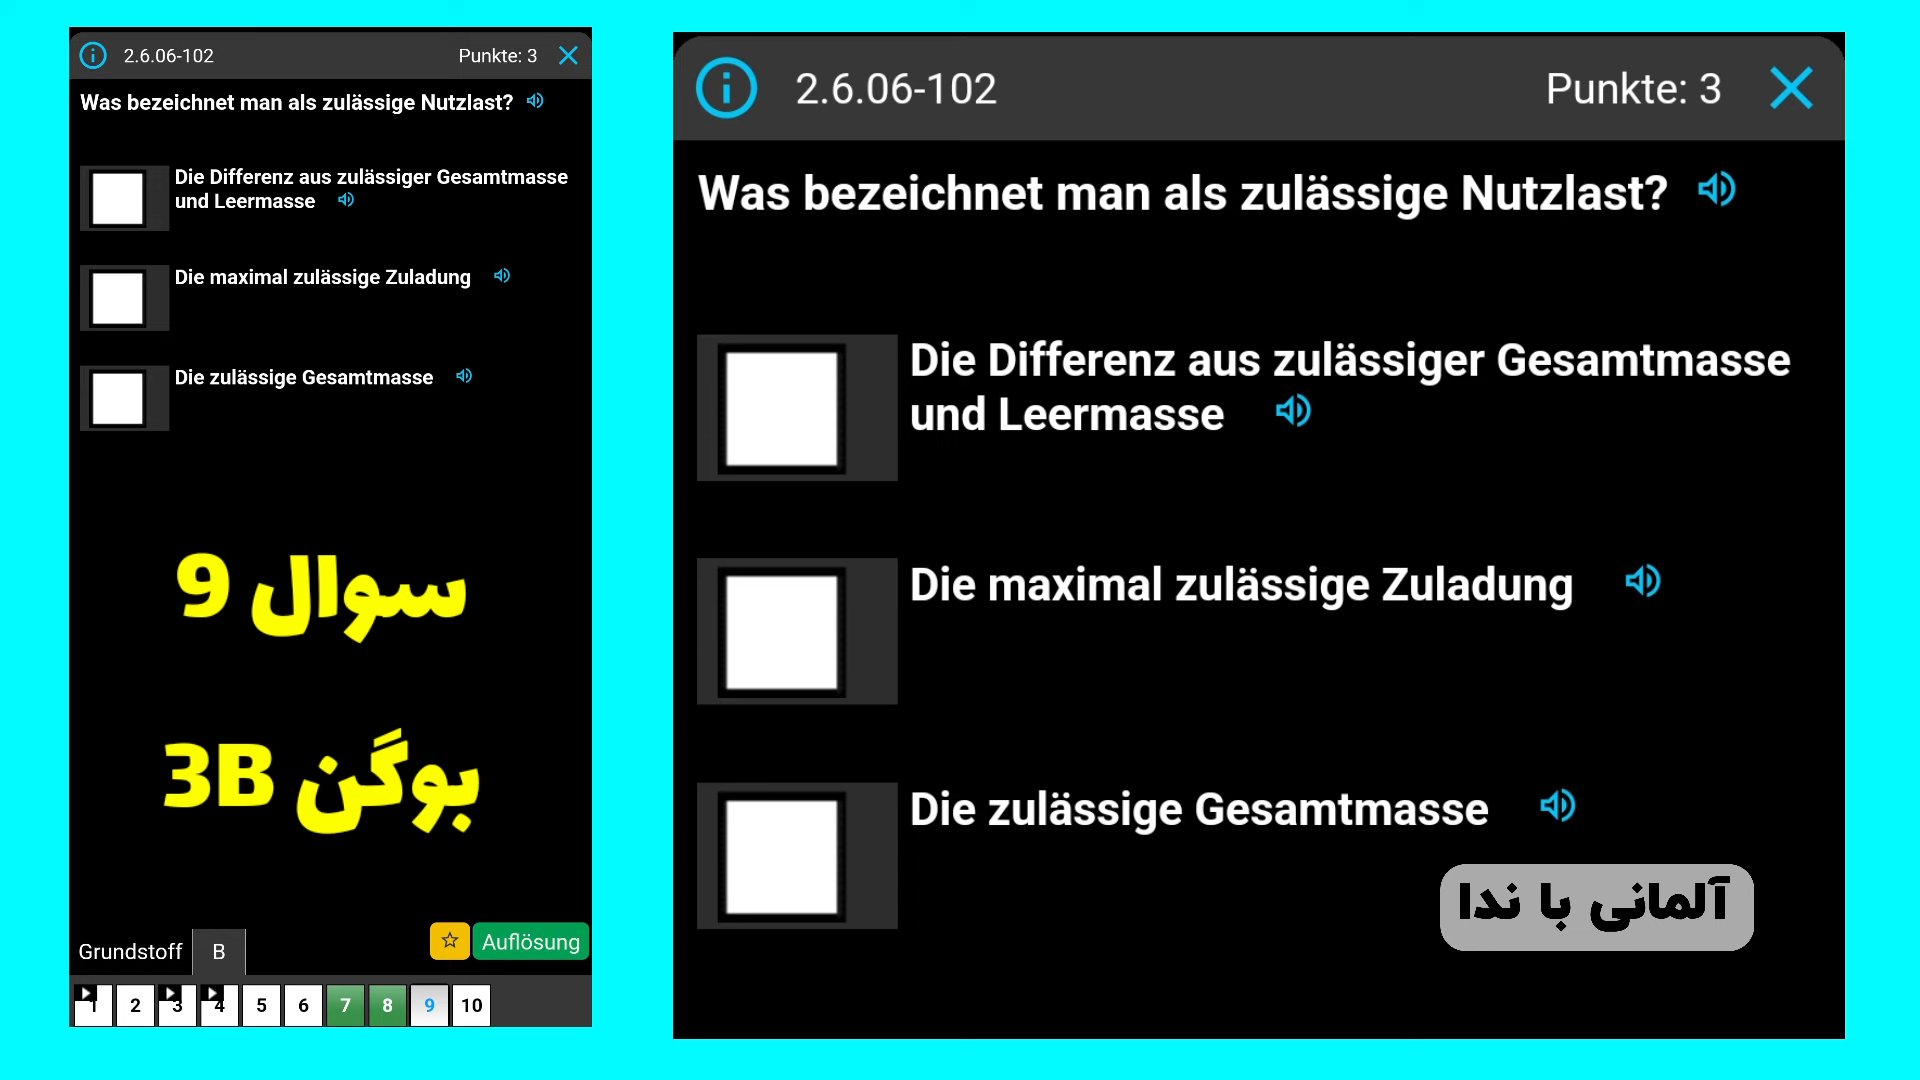 2.6.06-102 Punkte: 3
Was bezeichnet man als zulässige Nutzlast?
Die Differenz aus zulässiger Gesamtmasse
und Leermasse
Die maximal zulässige Zuladung
Die zulässige Gesamtmasse
سوال 9
بوگَن 3B
Grundstoff B
Auflösung
1 2 3 4 5 6 7 8 9 10
2.6.06-102 Punkte: 3
Was bezeichnet man als zulässige Nutzlast?
Die Differenz aus zulässiger Gesamtmasse
und Leermasse
Die maximal zulässige Zuladung
Die zulässige Gesamtmasse
آلمانی با ندا